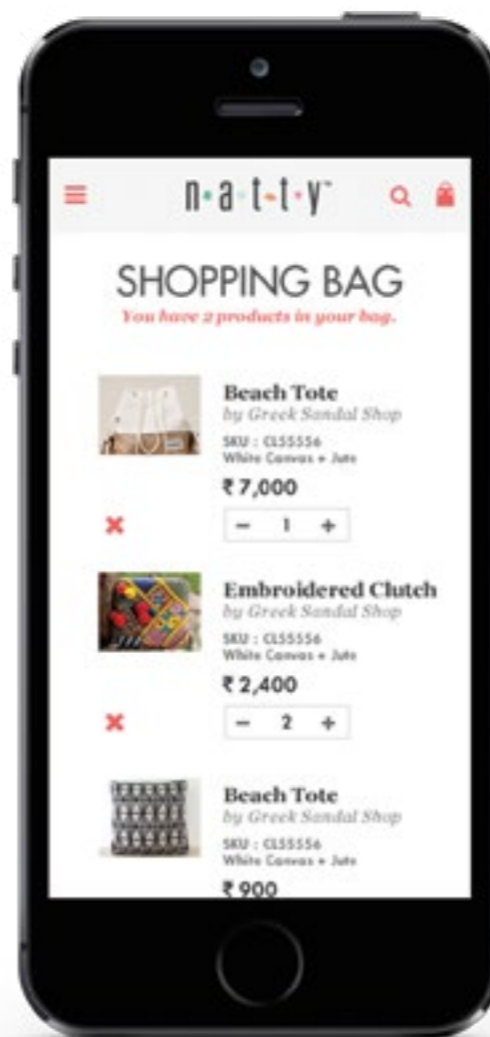 n·a·t·t·y™
SHOPPING BAG
You have 2 products in your bag.
Beach Tote
by Greek Sandal Shop
SKU : CL55556
White Canvas + Jute
₹ 7,000
− 1 +
Embroidered Clutch
by Greek Sandal Shop
SKU : CL55556
White Canvas + Jute
₹ 2,400
− 2 +
Beach Tote
by Greek Sandal Shop
SKU : CL55556
White Canvas + Jute
₹ 900